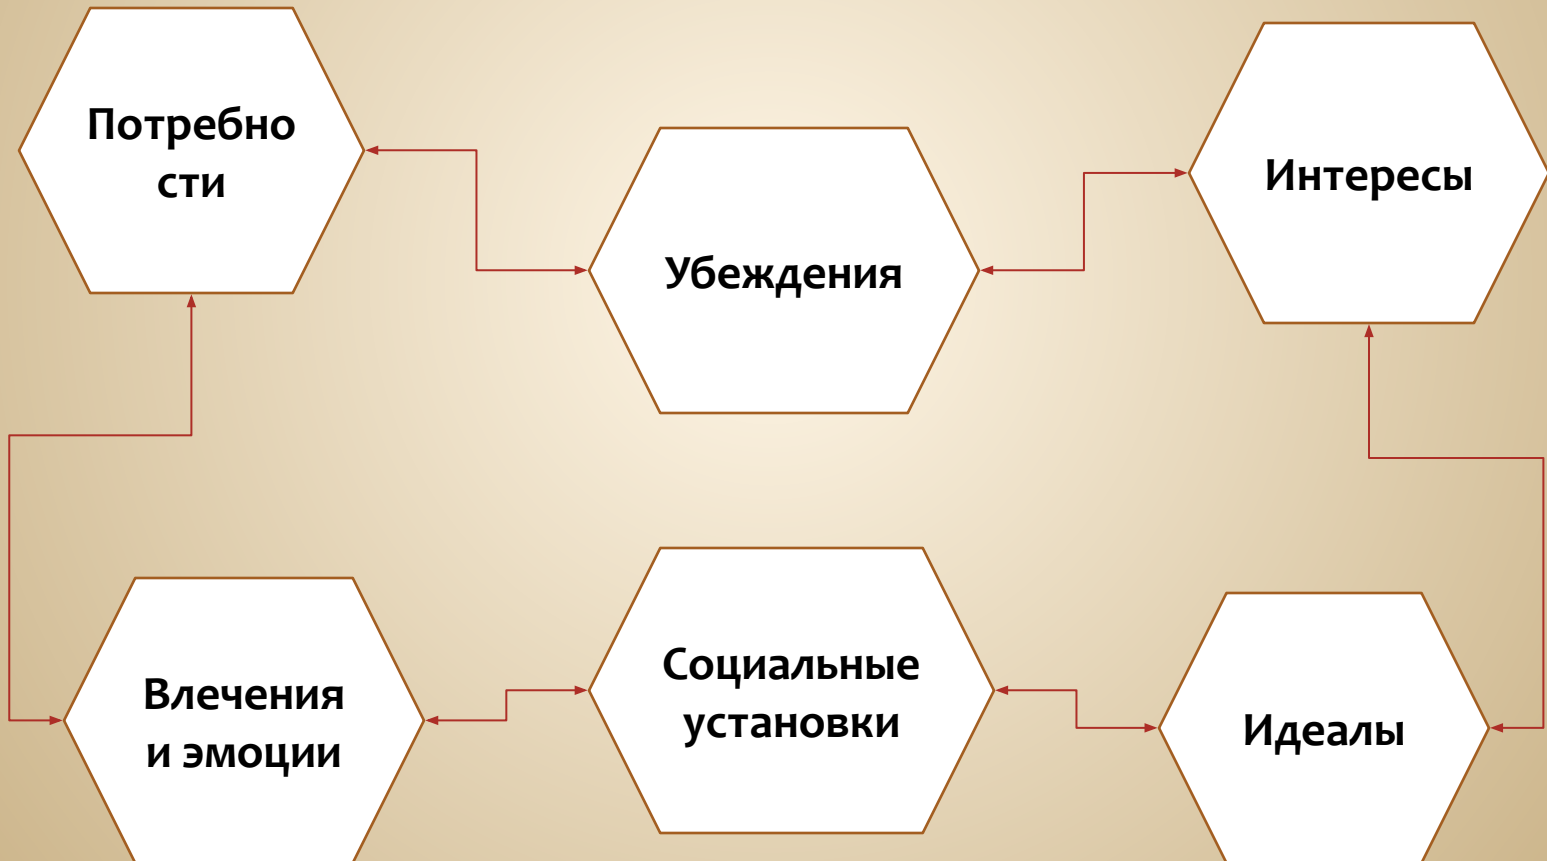 Потребно
сти
Убеждения
Интересы
Влечения
и эмоции
Социальные
установки
Идеалы